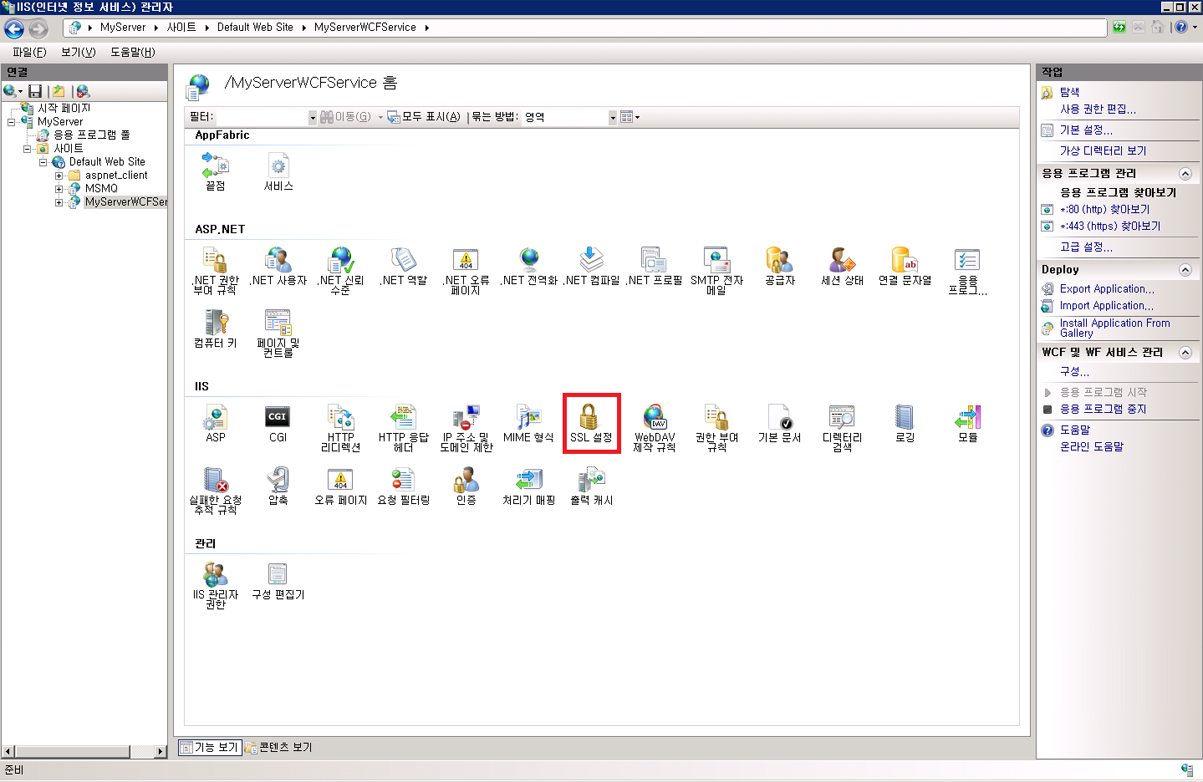 IIS(인터넷 정보 서비스) 관리자
MyServer 사이트 Default Web Site MyServerWCFService
파일(F) 보기(V) 도움말(H)
연결
시작 페이지
MyServer
응용 프로그램 풀
사이트
Default Web Site
aspnet_client
MSMQ
MyServerWCFSer
/MyServerWCFService 홈
필터: 이동(G) 모두 표시(A) 묶는 방법: 영역
AppFabric
끝점 서비스
ASP.NET
.NET 권한 부여 규칙
.NET 사용자
.NET 신뢰 수준
.NET 역할
.NET 오류 페이지
404
.NET 전역화
.NET 컴파일
.NET 프로필
SMTP 전자 메일
공급자
세션 상태
ab
연결 문자열
응용 프로그...
컴퓨터 키
페이지 및 컨트롤
IIS
ASP
CGI
CGI
HTTP 리디렉션
HTTP 응답 헤더
IP 주소 및 도메인 제한
MIME 형식
SSL 설정
DAV
WebDAV 제작 규칙
권한 부여 규칙
기본 문서
디렉터리 검색
로깅
모듈
실패한 요청 추적 규칙
압축
404
오류 페이지
요청 필터링
인증
처리기 매핑
출력 캐시
관리
IIS 관리자 권한
구성 편집기
기능 보기 콘텐츠 보기
작업
탐색
사용 권한 편집...
기본 설정...
가상 디렉터리 보기
응용 프로그램 관리
응용 프로그램 찾아보기
*:80 (http) 찾아보기
*:443 (https) 찾아보기
고급 설정...
Deploy
Export Application...
Import Application...
Install Application From
Gallery
WCF 및 WF 서비스 관리
구성...
응용 프로그램 시작
응용 프로그램 중지
도움말
온라인 도움말
준비